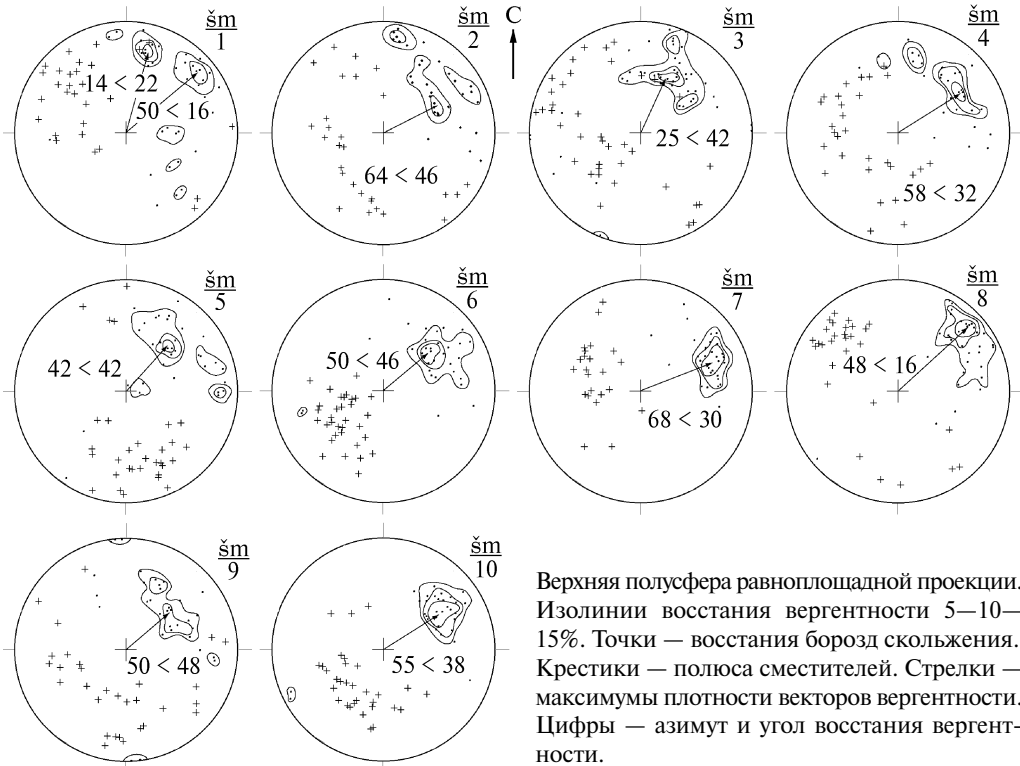 šm
1
14 < 22
50 < 16
šm
2
64 < 46
С
šm
3
25 < 42
šm
4
58 < 32
šm
5
42 < 42
šm
6
50 < 46
šm
7
68 < 30
šm
8
48 < 16
šm
9
50 < 48
šm
10
55 < 38
Верхняя полусфера равноплощадной проекции.
Изолинии восстания вергентности 5—10—
15%. Точки — восстания борозд скольжения.
Крестики — полюса сместителей. Стрелки —
максимумы плотности векторов вергентности.
Цифры — азимут и угол восстания вергент-
ности.